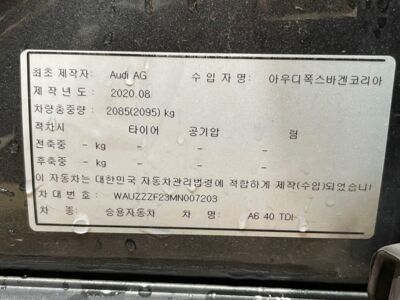 최초 제작자: Audi AG 수 입 자 명: 아우디폭스바겐코리아
제 작 년 도: 2020.08
차량총중량: 2085(2095) kg
적차시 타이어 공기압 림
전축중 - kg - - -
후축중 - kg - - -
이 자동차는 대한민국 자동차관리법령에 적합하게 제작(수입)되었습니
차 대 번 호: WAUZZZF23MN007203
차 종: 승용자동차 차 명: A6 40 TDI